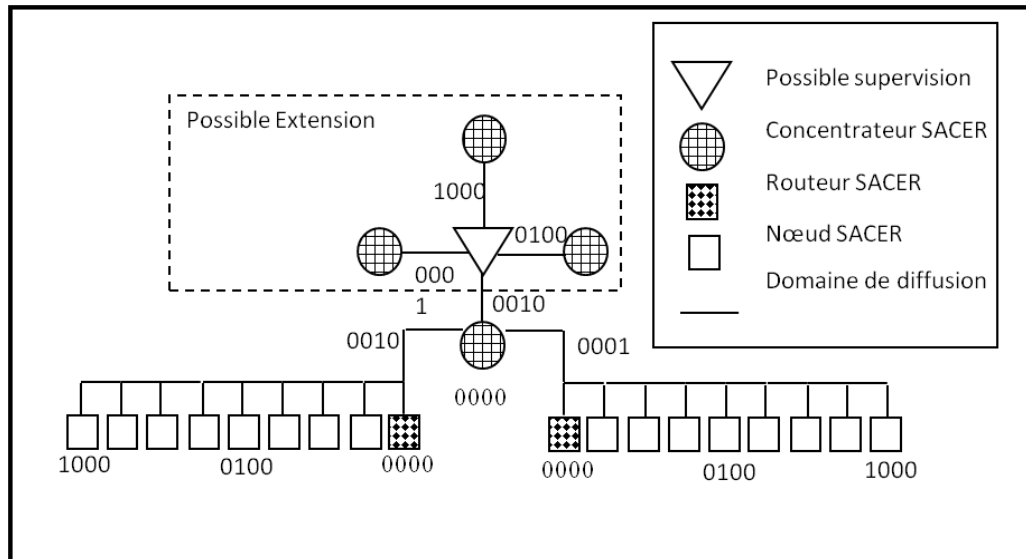 Possible Extension
1000
0100
000
1
0010
0010
0001
0000
1000
0100
0000
0000
0100
1000
Possible supervision
Concentrateur SACER
Routeur SACER
Nœud SACER
Domaine de diffusion